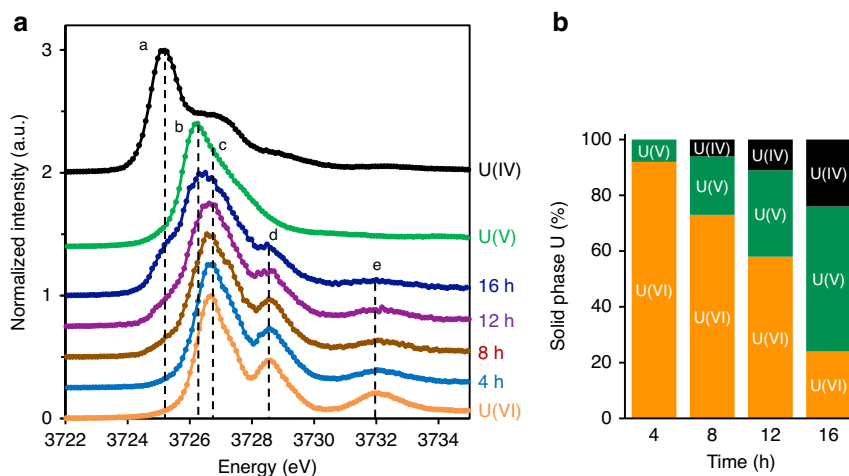 a
3
2
1
0
Normalized intensity (a.u.)
a
b
c
d
e
U(IV)
U(V)
16 h
12 h
8 h
4 h
U(VI)
3722 3724 3726 3728 3730 3732 3734
Energy (eV)
b
100
80
60
40
20
0
Solid phase U (%)
U(V)
U(VI)
U(IV)
U(V)
U(VI)
U(IV)
U(V)
U(VI)
U(IV)
U(V)
U(VI)
4 8 12 16
Time (h)